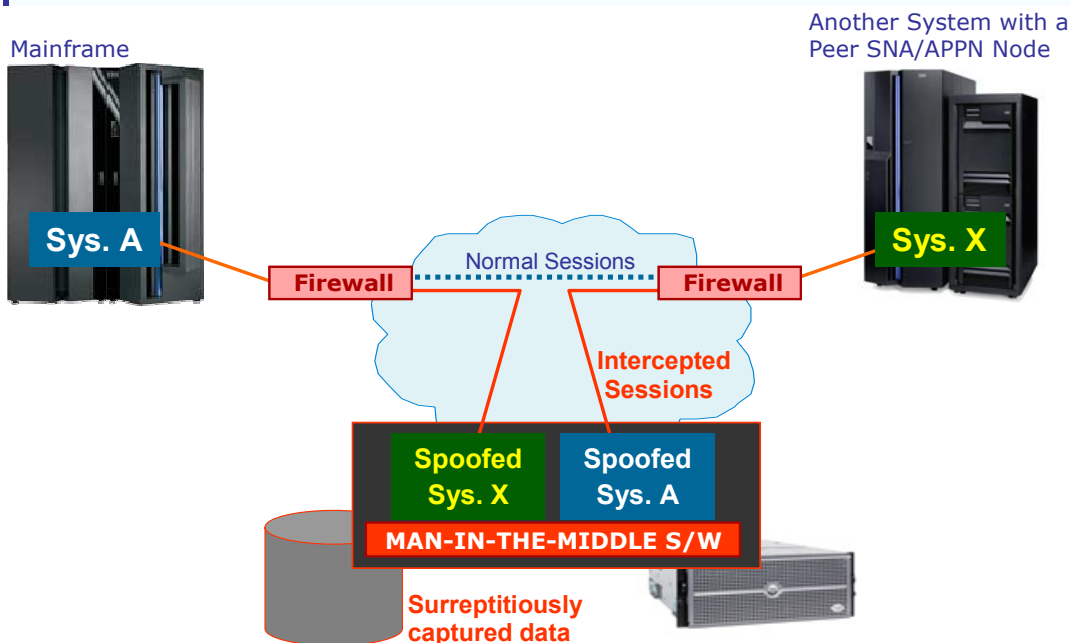 Mainframe
Another System with a
Peer SNA/APPN Node
Sys. A
Sys. X
Normal Sessions
Firewall
Firewall
Intercepted
Sessions
Spoofed
Sys. X
Spoofed
Sys. A
MAN-IN-THE-MIDDLE S/W
Surreptitiously
captured data